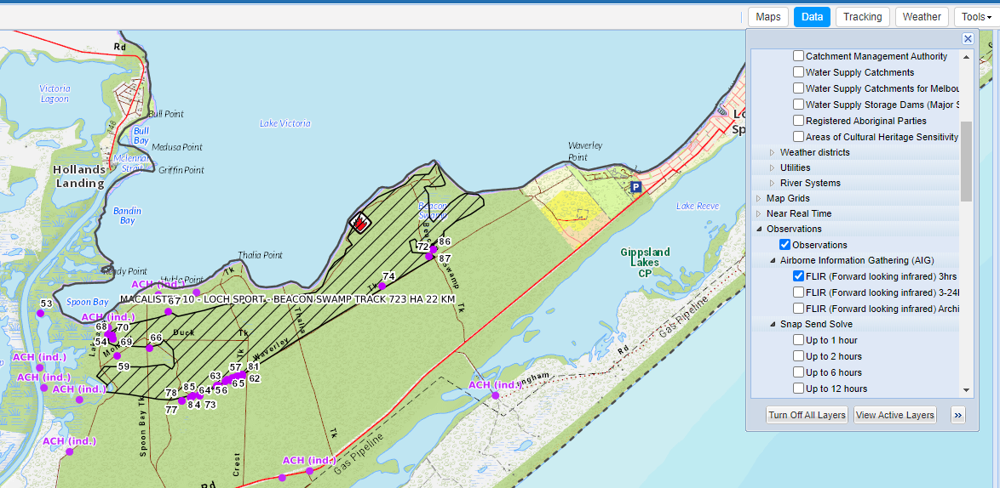 Maps
Data
Tracking
Weather
Tools
Catchment Management Authority
Water Supply Catchments
Water Supply Catchments for Melbou
Water Supply Storage Dams (Major S
Registered Aboriginal Parties
Areas of Cultural Heritage Sensitivity
Weather districts
Utilities
River Systems
Map Grids
Near Real Time
Observations
Observations
Airborne Information Gathering (AIG)
FLIR (Forward looking infrared) 3hrs
FLIR (Forward looking infrared) 3-24
FLIR (Forward looking infrared) Archi
Snap Send Solve
Up to 1 hour
Up to 2 hours
Up to 6 hours
Up to 12 hours
Turn Off All Layers
View Active Layers
»
Rd
Victoria
Lagoon
Bull Point
148
Lake Victoria
Lo
Sp
Bull
Bay
Medusa Point
Mclennan
Strait
Griffin Point
Waverley
Point
Hollands
Landing
P
Bandin
Bay
Beacon
Swamp
Lake Reeve
Thalia Point
72
86
87
Gippsland
Lakes
CP
Swamp
Tk
Tk
74
Tk
ACH (ind.)
MACALISTER 10 - LOCH SPORT - BEACON SWAMP TRACK 723 HA 22 KM
Spoon Bay
53
67
ACH (ind.)
Thalia
68
70
54
69
Duck
Tk
66
Waverley
Tk
Gas Pipeline
Rd
ACH (ind.)
59
57
81
63
62
65
ACH (ind.)
ACH (ind.)
78
85
64
56
77
84
73
ACH (ind.)
Spoon Bay Tk
Tk
ACH (ind.)
Gas Pipeline
ACH (ind.)
Crest
Rd